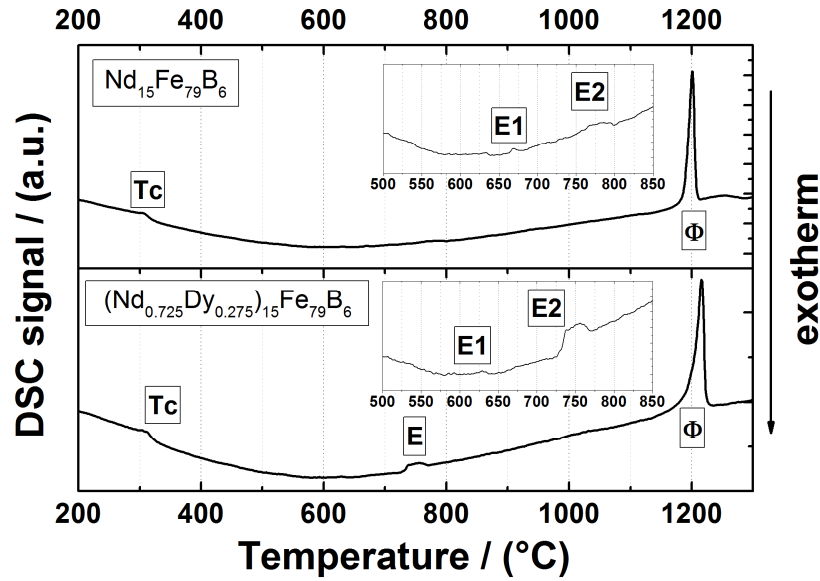 200 400 600 800 1000 1200
Nd15Fe79B6
E1
E2
500 550 600 650 700 750 800 850
Tc
Φ
(Nd0.725Dy0.275)15Fe79B6
E1
E2
500 550 600 650 700 750 800 850
Tc
E
Φ
200 400 600 800 1000 1200
Temperature / (°C)
DSC signal / (a.u.)
exotherm